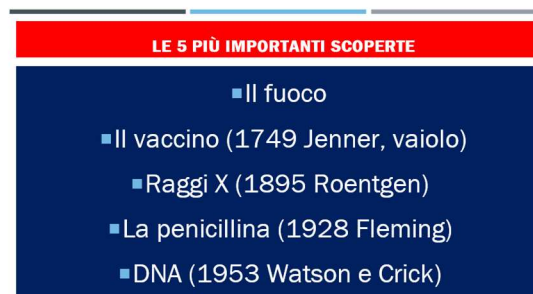 LE 5 PIÙ IMPORTANTI SCOPERTE
▪Il fuoco
▪Il vaccino (1749 Jenner, vaiolo)
▪Raggi X (1895 Roentgen)
▪La penicillina (1928 Fleming)
▪DNA (1953 Watson e Crick)